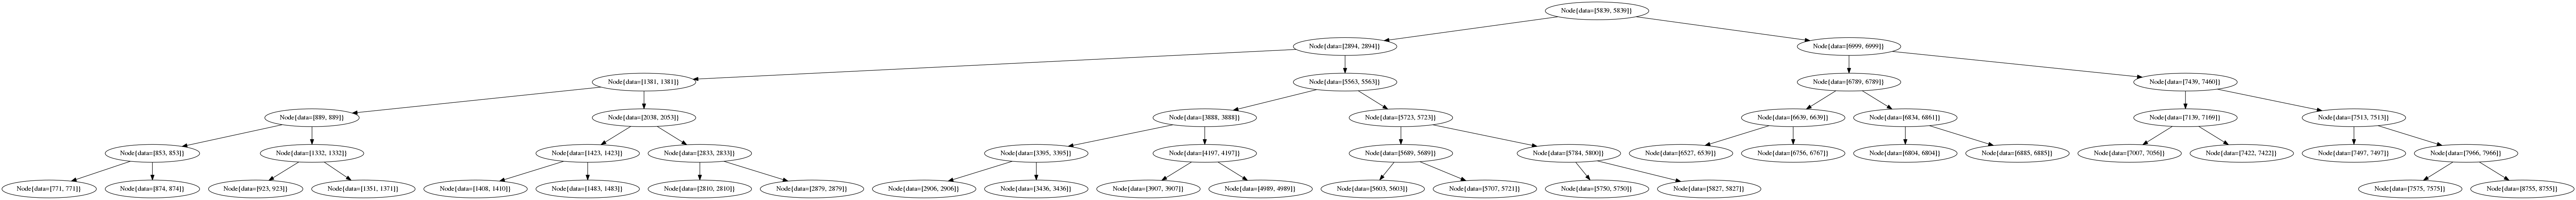 Node{data=[5839, 5839]}
Node{data=[2894, 2894]}
Node{data=[6999, 6999]}
Node{data=[1381, 1381]}
Node{data=[5563, 5563]}
Node{data=[6789, 6789]}
Node{data=[7439, 7460]}
Node{data=[889, 889]}
Node{data=[2038, 2053]}
Node{data=[3888, 3888]}
Node{data=[5723, 5723]}
Node{data=[6639, 6639]}
Node{data=[6834, 6861]}
Node{data=[7139, 7169]}
Node{data=[7513, 7513]}
Node{data=[853, 853]}
Node{data=[1332, 1332]}
Node{data=[1423, 1423]}
Node{data=[2833, 2833]}
Node{data=[3395, 3395]}
Node{data=[4197, 4197]}
Node{data=[5689, 5689]}
Node{data=[5784, 5800]}
Node{data=[6527, 6539]}
Node{data=[6756, 6767]}
Node{data=[6804, 6804]}
Node{data=[6885, 6885]}
Node{data=[7007, 7056]}
Node{data=[7422, 7422]}
Node{data=[7497, 7497]}
Node{data=[7966, 7966]}
Node{data=[771, 771]}
Node{data=[874, 874]}
Node{data=[923, 923]}
Node{data=[1351, 1371]}
Node{data=[1408, 1410]}
Node{data=[1483, 1483]}
Node{data=[2810, 2810]}
Node{data=[2879, 2879]}
Node{data=[2906, 2906]}
Node{data=[3436, 3436]}
Node{data=[3907, 3907]}
Node{data=[4989, 4989]}
Node{data=[5603, 5603]}
Node{data=[5707, 5721]}
Node{data=[5750, 5750]}
Node{data=[5827, 5827]}
Node{data=[7575, 7575]}
Node{data=[8755, 8755]}